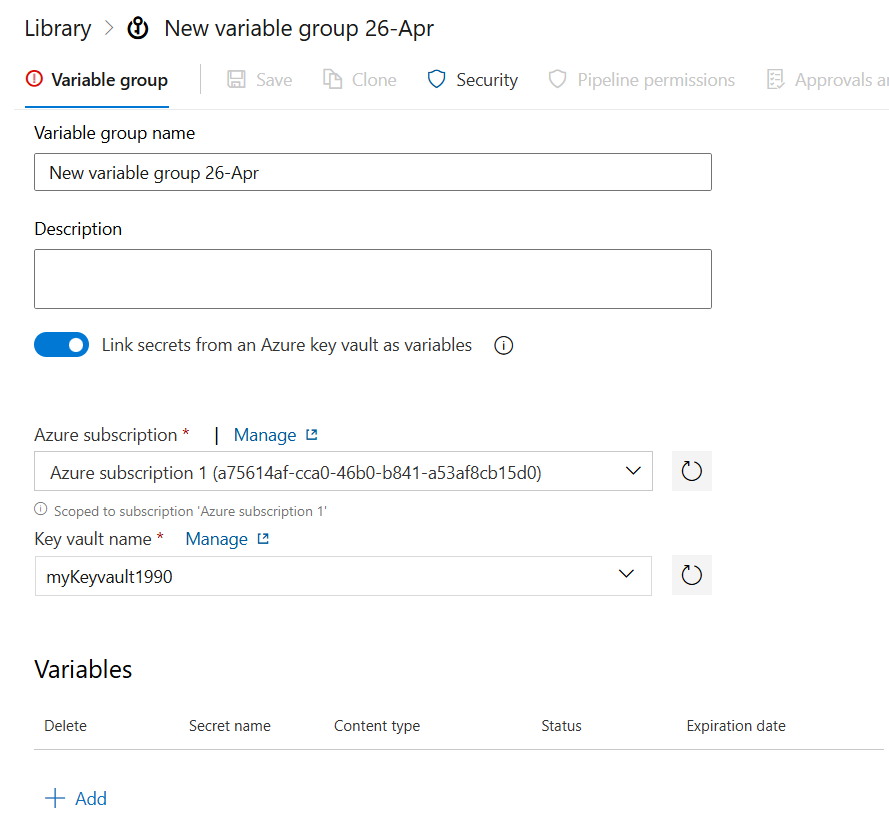 Library > New variable group 26-Apr
Variable group Save Clone Security Pipeline permissions Approvals
Variable group name
New variable group 26-Apr
Description
Link secrets from an Azure key vault as variables
Azure subscription * | Manage
Azure subscription 1 (a75614af-cca0-46b0-b841-a53af8cb15d0)
Scoped to subscription 'Azure subscription 1'
Key vault name * Manage
myKeyvault1990
Variables
Delete Secret name Content type Status Expiration date
+ Add